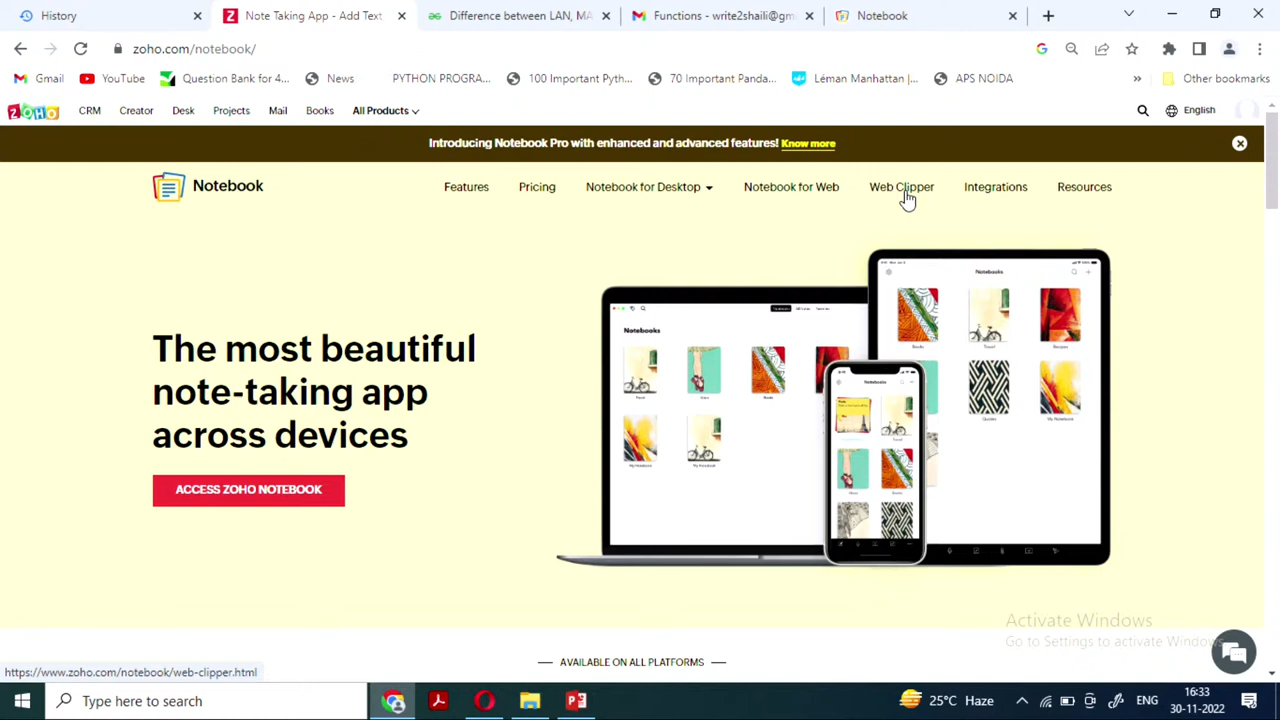 History
Note Taking App - Add Text
Difference between LAN, MA
Functions - write2shaili@gm
Notebook
zoho.com/notebook/
Gmail
YouTube
Question Bank for 4...
News
PYTHON PROGRA...
100 Important Pyth...
70 Important Panda...
Léman Manhattan |...
APS NOIDA
»
Other bookmarks
ZOHO
CRM
Creator
Desk
Projects
Mail
Books
All Products
English
Introducing Notebook Pro with enhanced and advanced features! Know more
Notebook
Features
Pricing
Notebook for Desktop
Notebook for Web
Web Clipper
Integrations
Resources
The most beautiful
note-taking app
across devices
ACCESS ZOHO NOTEBOOK
Notebooks
Notebooks
Notebooks
AVAILABLE ON ALL PLATFORMS
Activate Windows
Go to Settings to activate Windows.
https://www.zoho.com/notebook/web-clipper.html
Type here to search
25°C Haze
ENG
16:33
30-11-2022